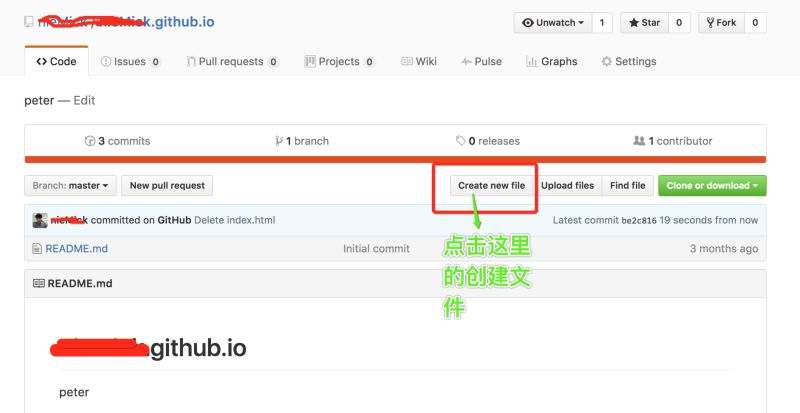 .github.io
Unwatch 1 Star 0 Fork 0
Code Issues 0 Pull requests 0 Projects 0 Wiki Pulse Graphs Settings
peter — Edit
3 commits 1 branch 0 releases 1 contributor
Branch: master New pull request Create new file Upload files Find file Clone or download
committed on GitHub Delete index.html Latest commit be2c816 19 seconds from now
README.md Initial commit 3 months ago
点击这里
的创建文
件
README.md
.github.io
peter